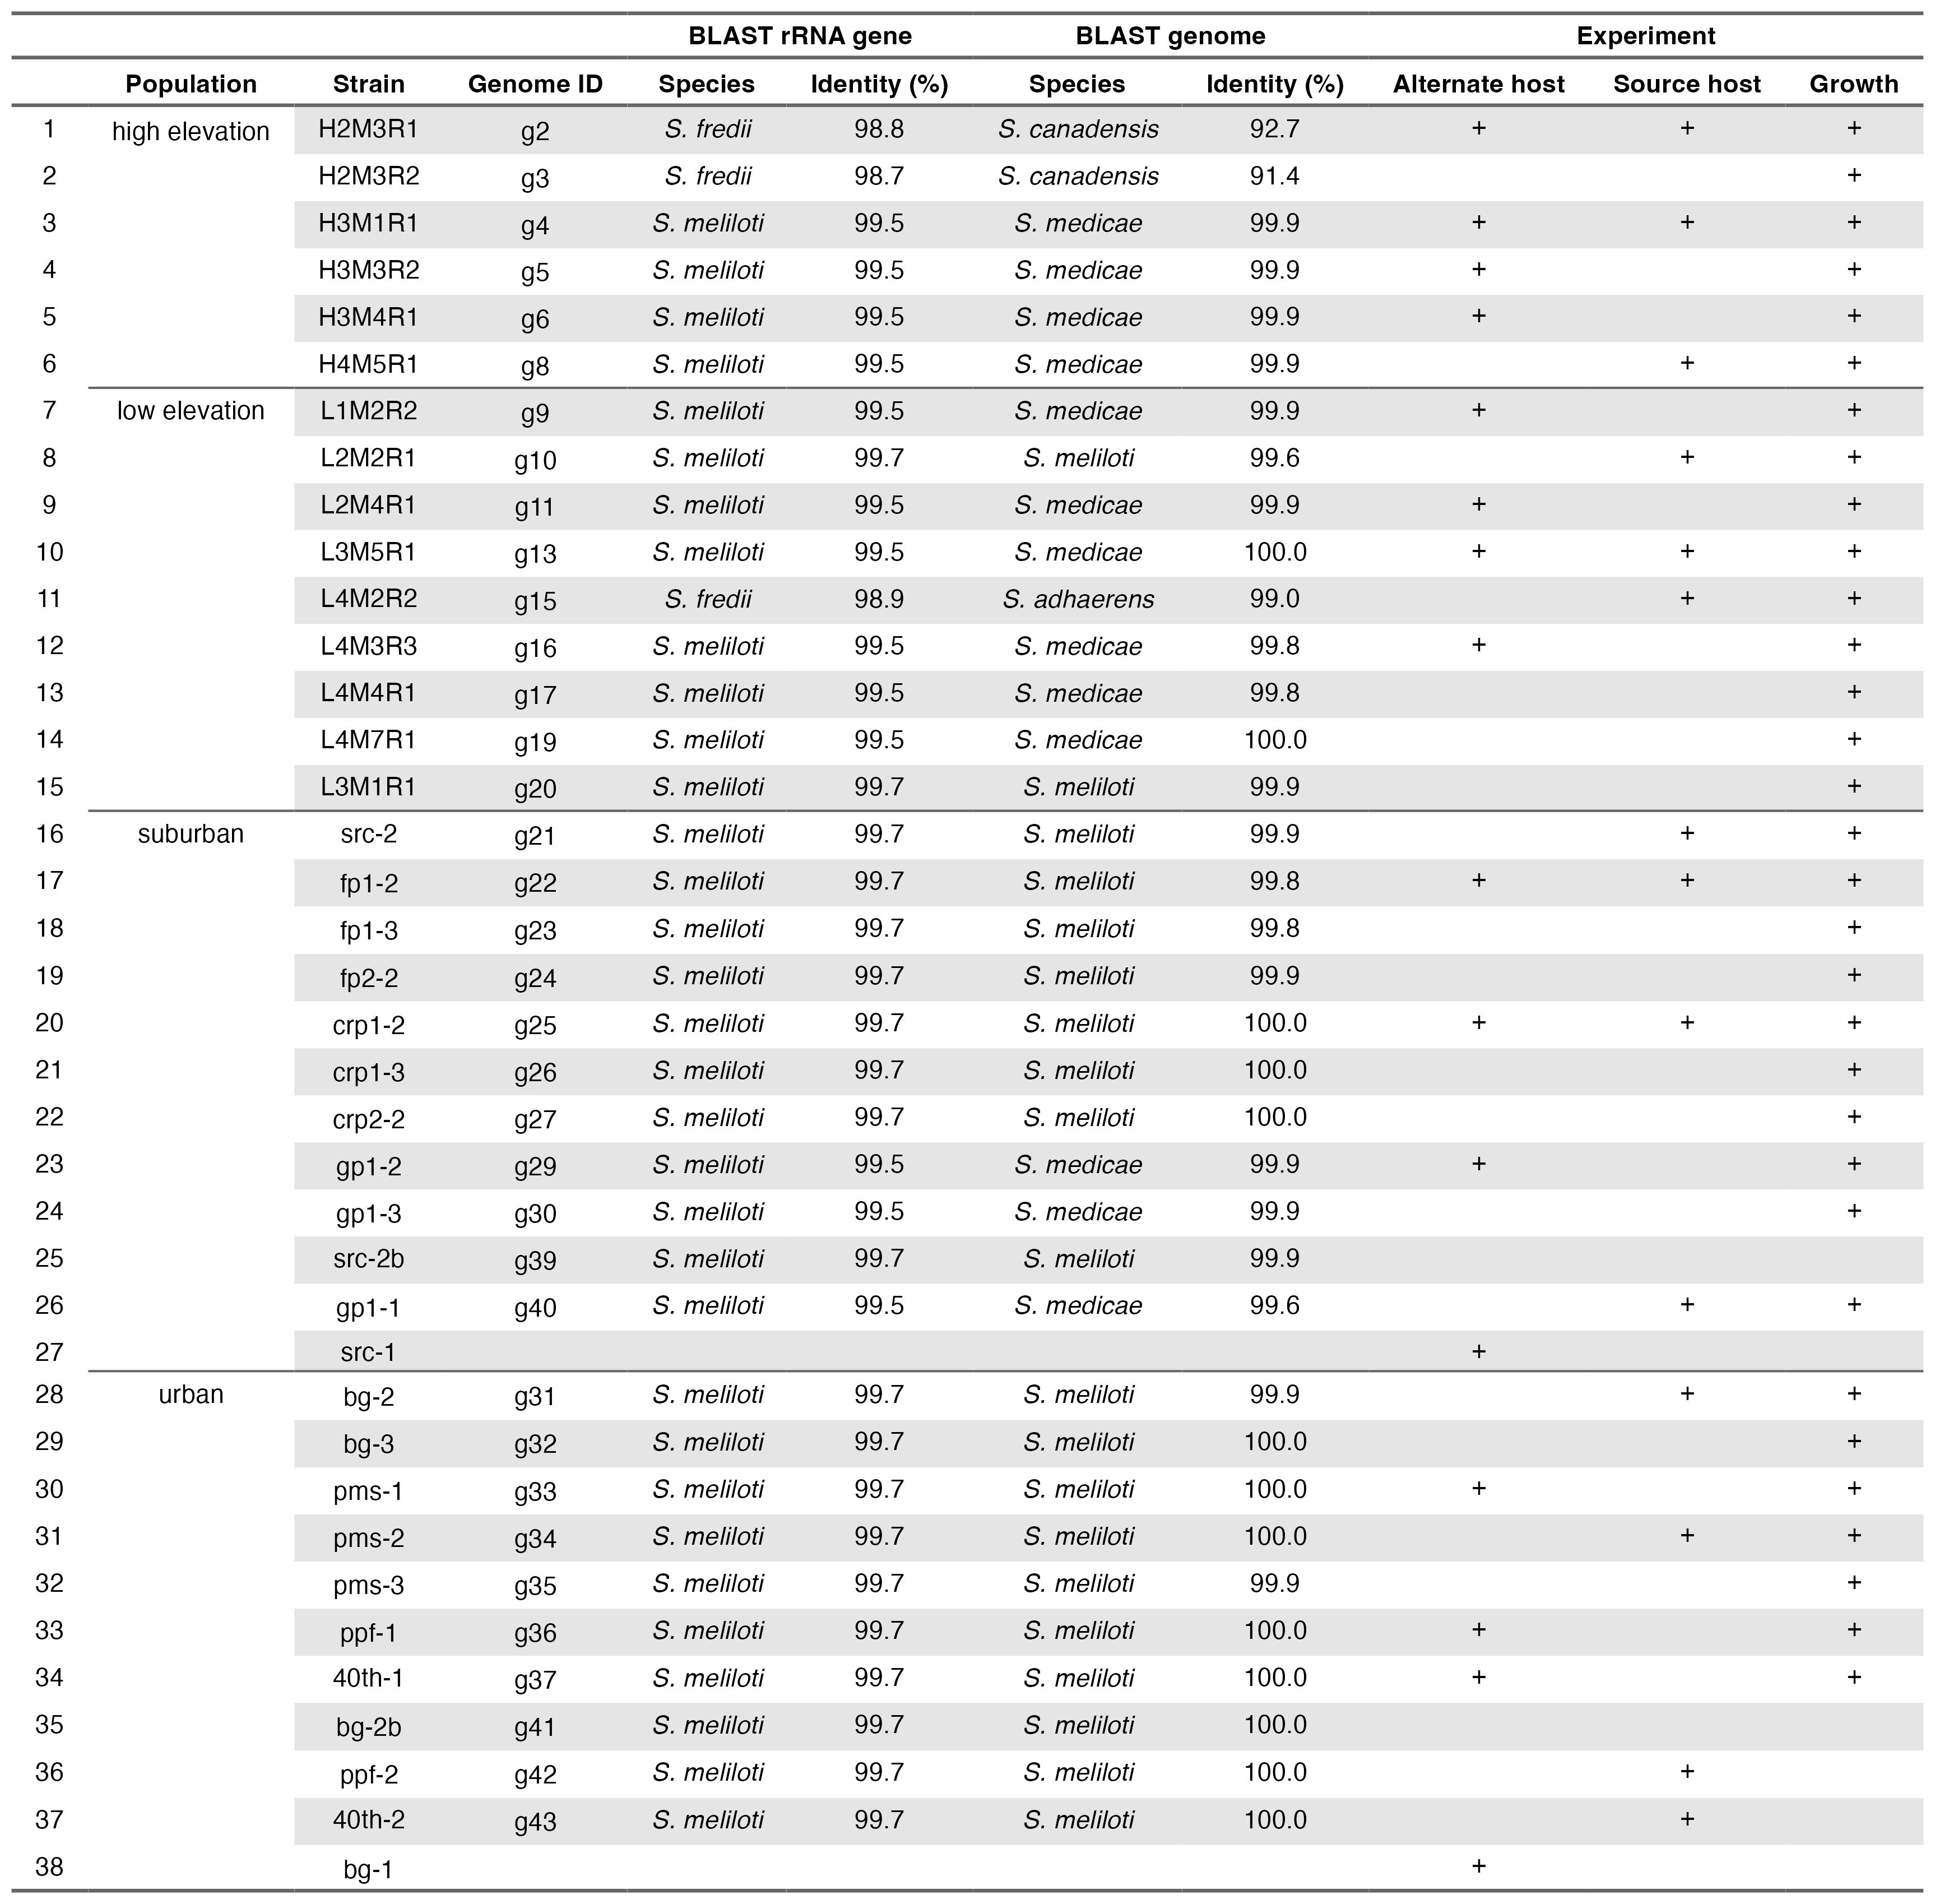 BLAST rRNA gene BLAST genome Experiment
Population Strain Genome ID Species Identity (%) Species Identity (%) Alternate host Source host Growth
1 high elevation H2M3R1 g2 S. fredii 98.8 S. canadensis 92.7 + + +
2 H2M3R2 g3 S. fredii 98.7 S. canadensis 91.4 +
3 H3M1R1 g4 S. meliloti 99.5 S. medicae 99.9 + + +
4 H3M3R2 g5 S. meliloti 99.5 S. medicae 99.9 + +
5 H3M4R1 g6 S. meliloti 99.5 S. medicae 99.9 + +
6 H4M5R1 g8 S. meliloti 99.5 S. medicae 99.9 + +
7 low elevation L1M2R2 g9 S. meliloti 99.5 S. medicae 99.9 + +
8 L2M2R1 g10 S. meliloti 99.7 S. meliloti 99.6 + +
9 L2M4R1 g11 S. meliloti 99.5 S. medicae 99.9 + +
10 L3M5R1 g13 S. meliloti 99.5 S. medicae 100.0 + + +
11 L4M2R2 g15 S. fredii 98.9 S. adhaerens 99.0 + +
12 L4M3R3 g16 S. meliloti 99.5 S. medicae 99.8 + +
13 L4M4R1 g17 S. meliloti 99.5 S. medicae 99.8 +
14 L4M7R1 g19 S. meliloti 99.5 S. medicae 100.0 +
15 L3M1R1 g20 S. meliloti 99.7 S. meliloti 99.9 +
16 suburban src-2 g21 S. meliloti 99.7 S. meliloti 99.9 + +
17 fp1-2 g22 S. meliloti 99.7 S. meliloti 99.8 + + +
18 fp1-3 g23 S. meliloti 99.7 S. meliloti 99.8 +
19 fp2-2 g24 S. meliloti 99.7 S. meliloti 99.9 +
20 crp1-2 g25 S. meliloti 99.7 S. meliloti 100.0 + + +
21 crp1-3 g26 S. meliloti 99.7 S. meliloti 100.0 +
22 crp2-2 g27 S. meliloti 99.7 S. meliloti 100.0 +
23 gp1-2 g29 S. meliloti 99.5 S. medicae 99.9 + +
24 gp1-3 g30 S. meliloti 99.5 S. medicae 99.9 +
25 src-2b g39 S. meliloti 99.7 S. meliloti 99.9
26 gp1-1 g40 S. meliloti 99.5 S. medicae 99.6 + +
27 src-1 +
28 urban bg-2 g31 S. meliloti 99.7 S. meliloti 99.9 + +
29 bg-3 g32 S. meliloti 99.7 S. meliloti 100.0 +
30 pms-1 g33 S. meliloti 99.7 S. meliloti 100.0 + +
31 pms-2 g34 S. meliloti 99.7 S. meliloti 100.0 + +
32 pms-3 g35 S. meliloti 99.7 S. meliloti 99.9 +
33 ppf-1 g36 S. meliloti 99.7 S. meliloti 100.0 + +
34 40th-1 g37 S. meliloti 99.7 S. meliloti 100.0 + +
35 bg-2b g41 S. meliloti 99.7 S. meliloti 100.0
36 ppf-2 g42 S. meliloti 99.7 S. meliloti 100.0 +
37 40th-2 g43 S. meliloti 99.7 S. meliloti 100.0 +
38 bg-1 +